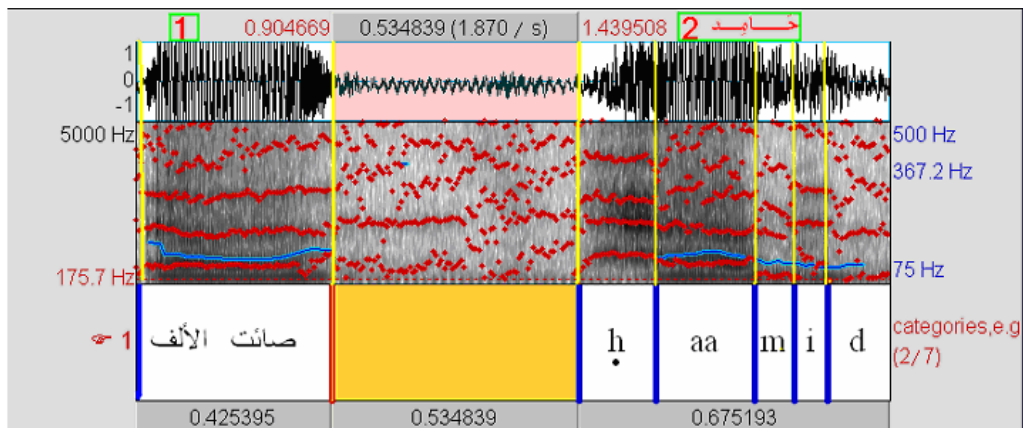 1 0.904669 0.534839 (1.870 / s) 1.439508 2 حَـامِـد
1
0
-1
5000 Hz 500 Hz
367.2 Hz
175.7 Hz 75 Hz
☞ 1 صائت الألف ḥ aa m i d categories,e.g
(2/7)
0.425395 0.534839 0.675193